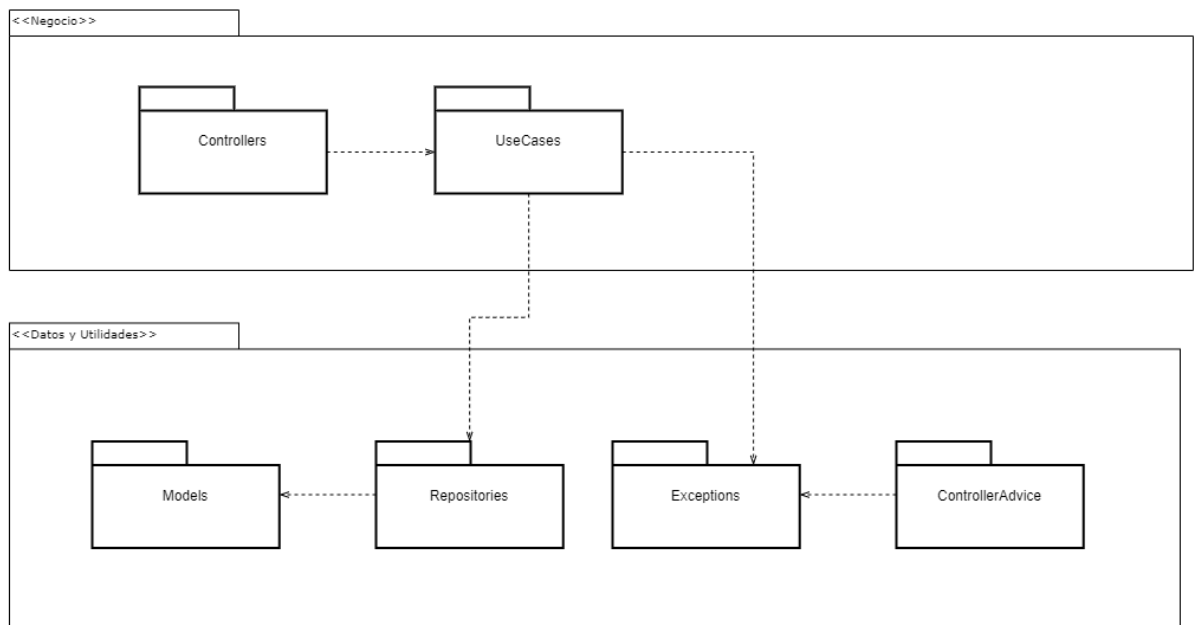 <<Negocio>>
Controllers
UseCases
<<Datos y Utilidades>>
Models
Repositories
Exceptions
ControllerAdvice